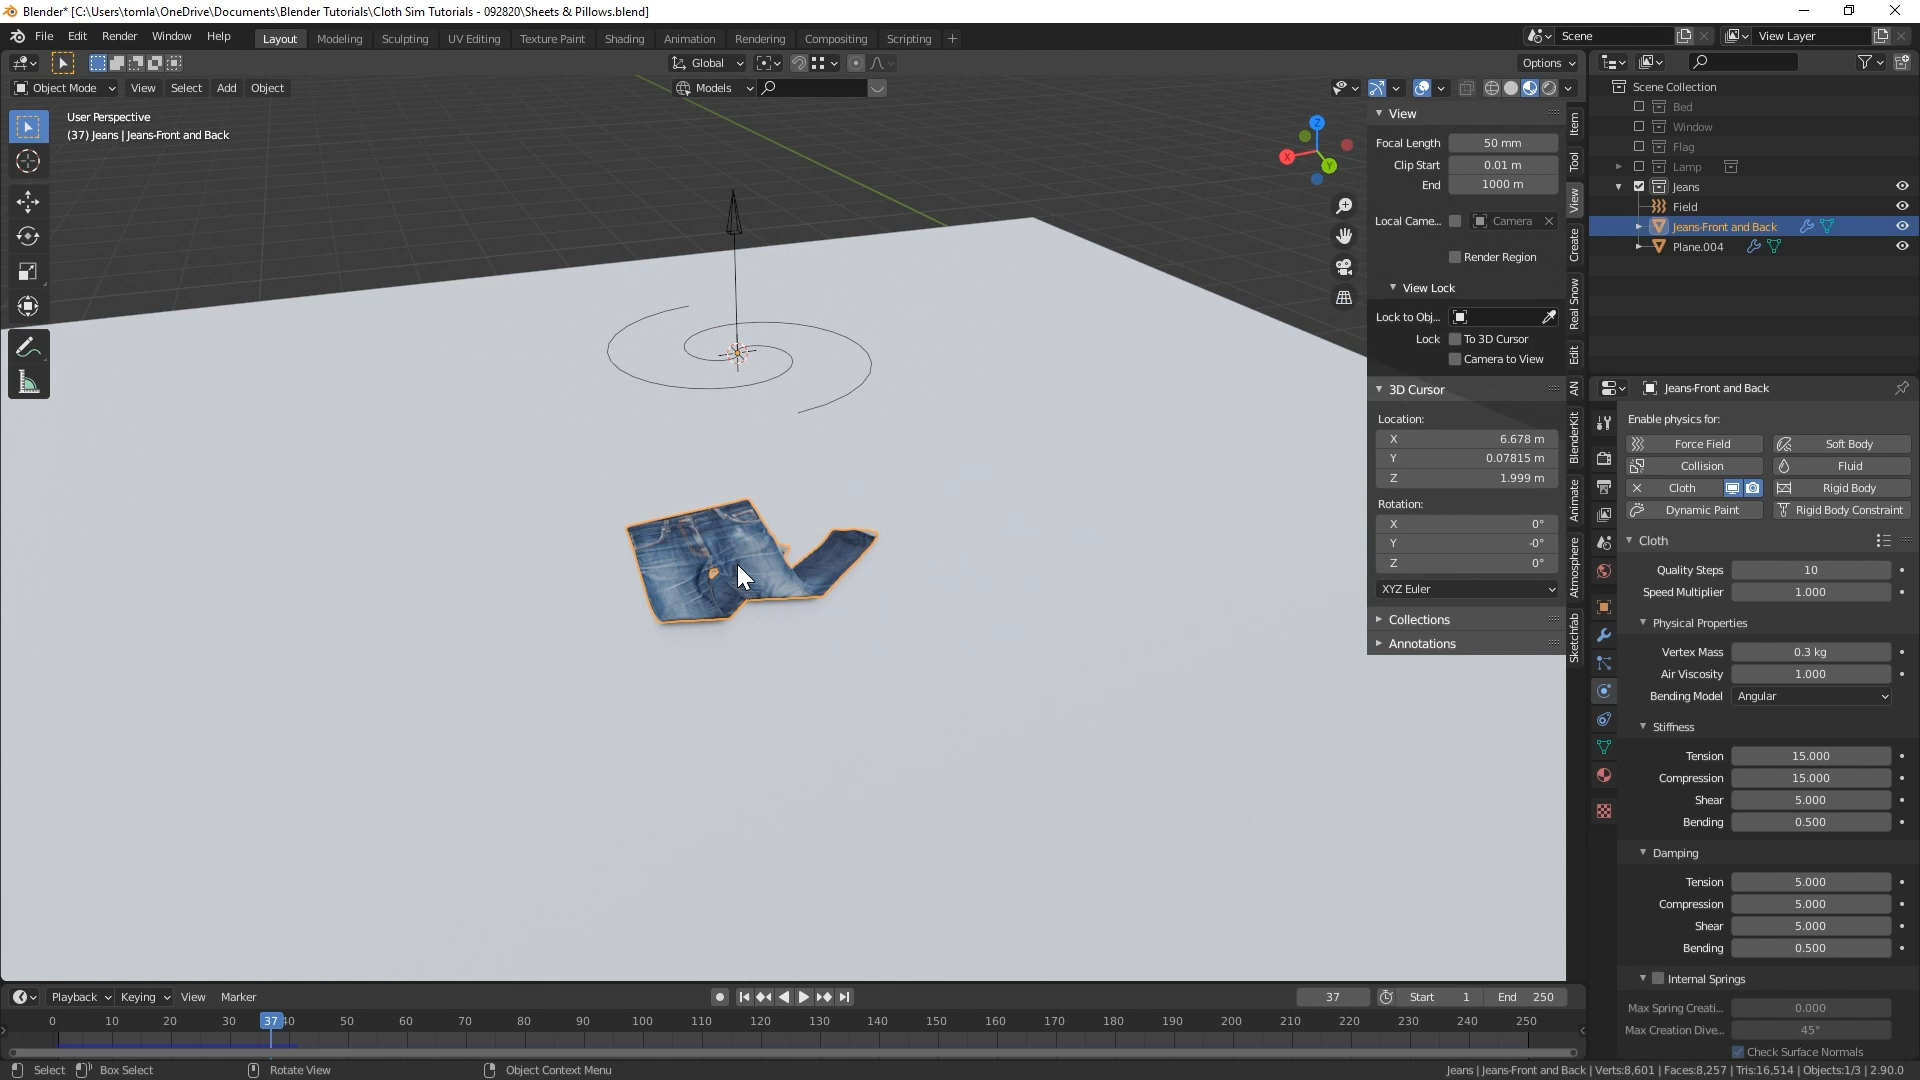 Blender* [C:\Users\tomla\OneDrive\Documents\Blender Tutorials\Cloth Sim Tutorials - 092820\Sheets & Pillows.blend]
File Edit Render Window Help Layout Modeling Sculpting UV Editing Texture Paint Shading Animation Rendering Compositing Scripting + Scene View Layer
Global Options
Object Mode View Select Add Object Models
User Perspective
(37) Jeans | Jeans-Front and Back
Z
X
Y
View
Focal Length 50 mm
Clip Start 0.01 m
End 1000 m
Local Came... Camera
Render Region
View Lock
Lock to Obj...
Lock To 3D Cursor
Camera to View
3D Cursor
Location:
X 6.678 m
Y 0.07815 m
Z 1.999 m
Rotation:
X 0°
Y -0°
Z 0°
XYZ Euler
Collections
Annotations
Item
Tool
View
Create
Real Snow
Edit
AN
BlenderKit
Animate
Atmosphere
Sketchfab
Scene Collection
Bed
Window
Flag
Lamp
Jeans
Field
Jeans-Front and Back
Plane.004
Jeans-Front and Back
Enable physics for:
Force Field Soft Body
Collision Fluid
Cloth Rigid Body
Dynamic Paint Rigid Body Constraint
Cloth
Quality Steps 10
Speed Multiplier 1.000
Physical Properties
Vertex Mass 0.3 kg
Air Viscosity 1.000
Bending Model Angular
Stiffness
Tension 15.000
Compression 15.000
Shear 5.000
Bending 0.500
Damping
Tension 5.000
Compression 5.000
Shear 5.000
Bending 0.500
Internal Springs
Max Spring Creati... 0.000
Max Creation Dive... 45°
Check Surface Normals
Playback Keying View Marker 37 Start 1 End 250
0 10 20 30 37 40 50 60 70 80 90 100 110 120 130 140 150 160 170 180 190 200 210 220 230 240 250
Select Box Select Rotate View Object Context Menu Jeans | Jeans-Front and Back | Verts:8,601 | Faces:8,257 | Tris:16,514 | Objects:1/3 | 2.90.0